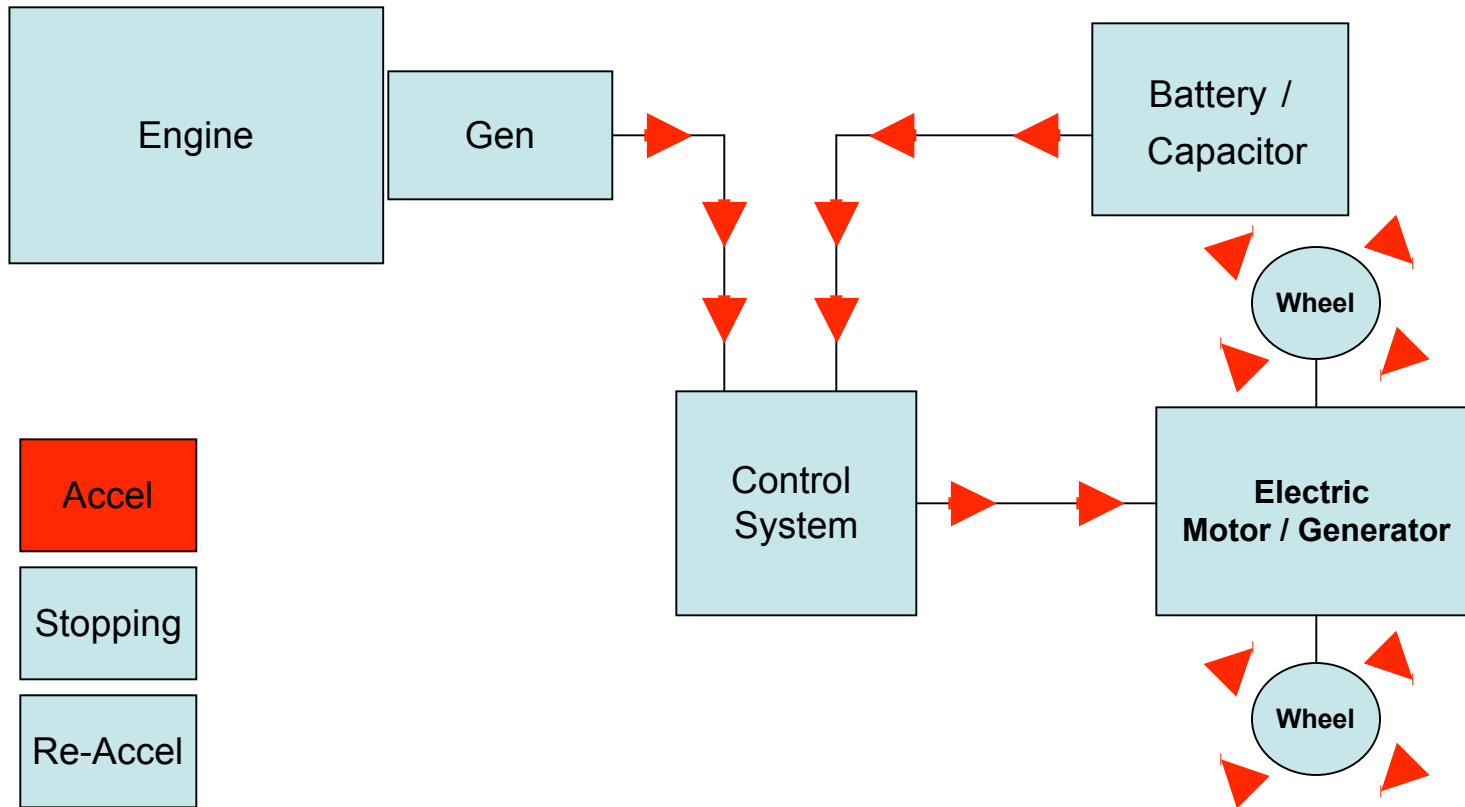 Engine
Gen
Battery /
Capacitor
Wheel
Accel
Control
System
Electric
Motor / Generator
Stopping
Re-Accel
Wheel